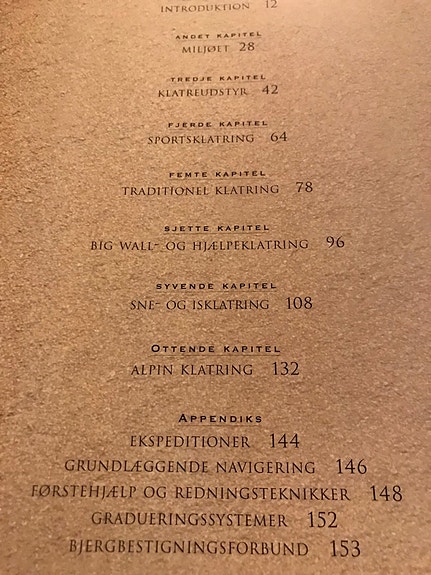 INTRODUKTION 12
ANDET KAPITEL
MILJØET 28
TREDJE KAPITEL
KLATREUDSTYR 42
FJERDE KAPITEL
SPORTSKLATRING 64
FEMTE KAPITEL
TRADITIONEL KLATRING 78
SJETTE KAPITEL
BIG WALL- OG HJÆLPEKLATRING 96
SYVENDE KAPITEL
SNE- OG ISKLATRING 108
OTTENDE KAPITEL
ALPIN KLATRING 132
APPENDIKS
EKSPEDITIONER 144
GRUNDLÆGGENDE NAVIGERING 146
FØRSTEHJÆLP OG REDNINGSTEKNIKKER 148
GRADUERINGSSYSTEMER 152
BJERGBESTIGNINGSFORBUND 153